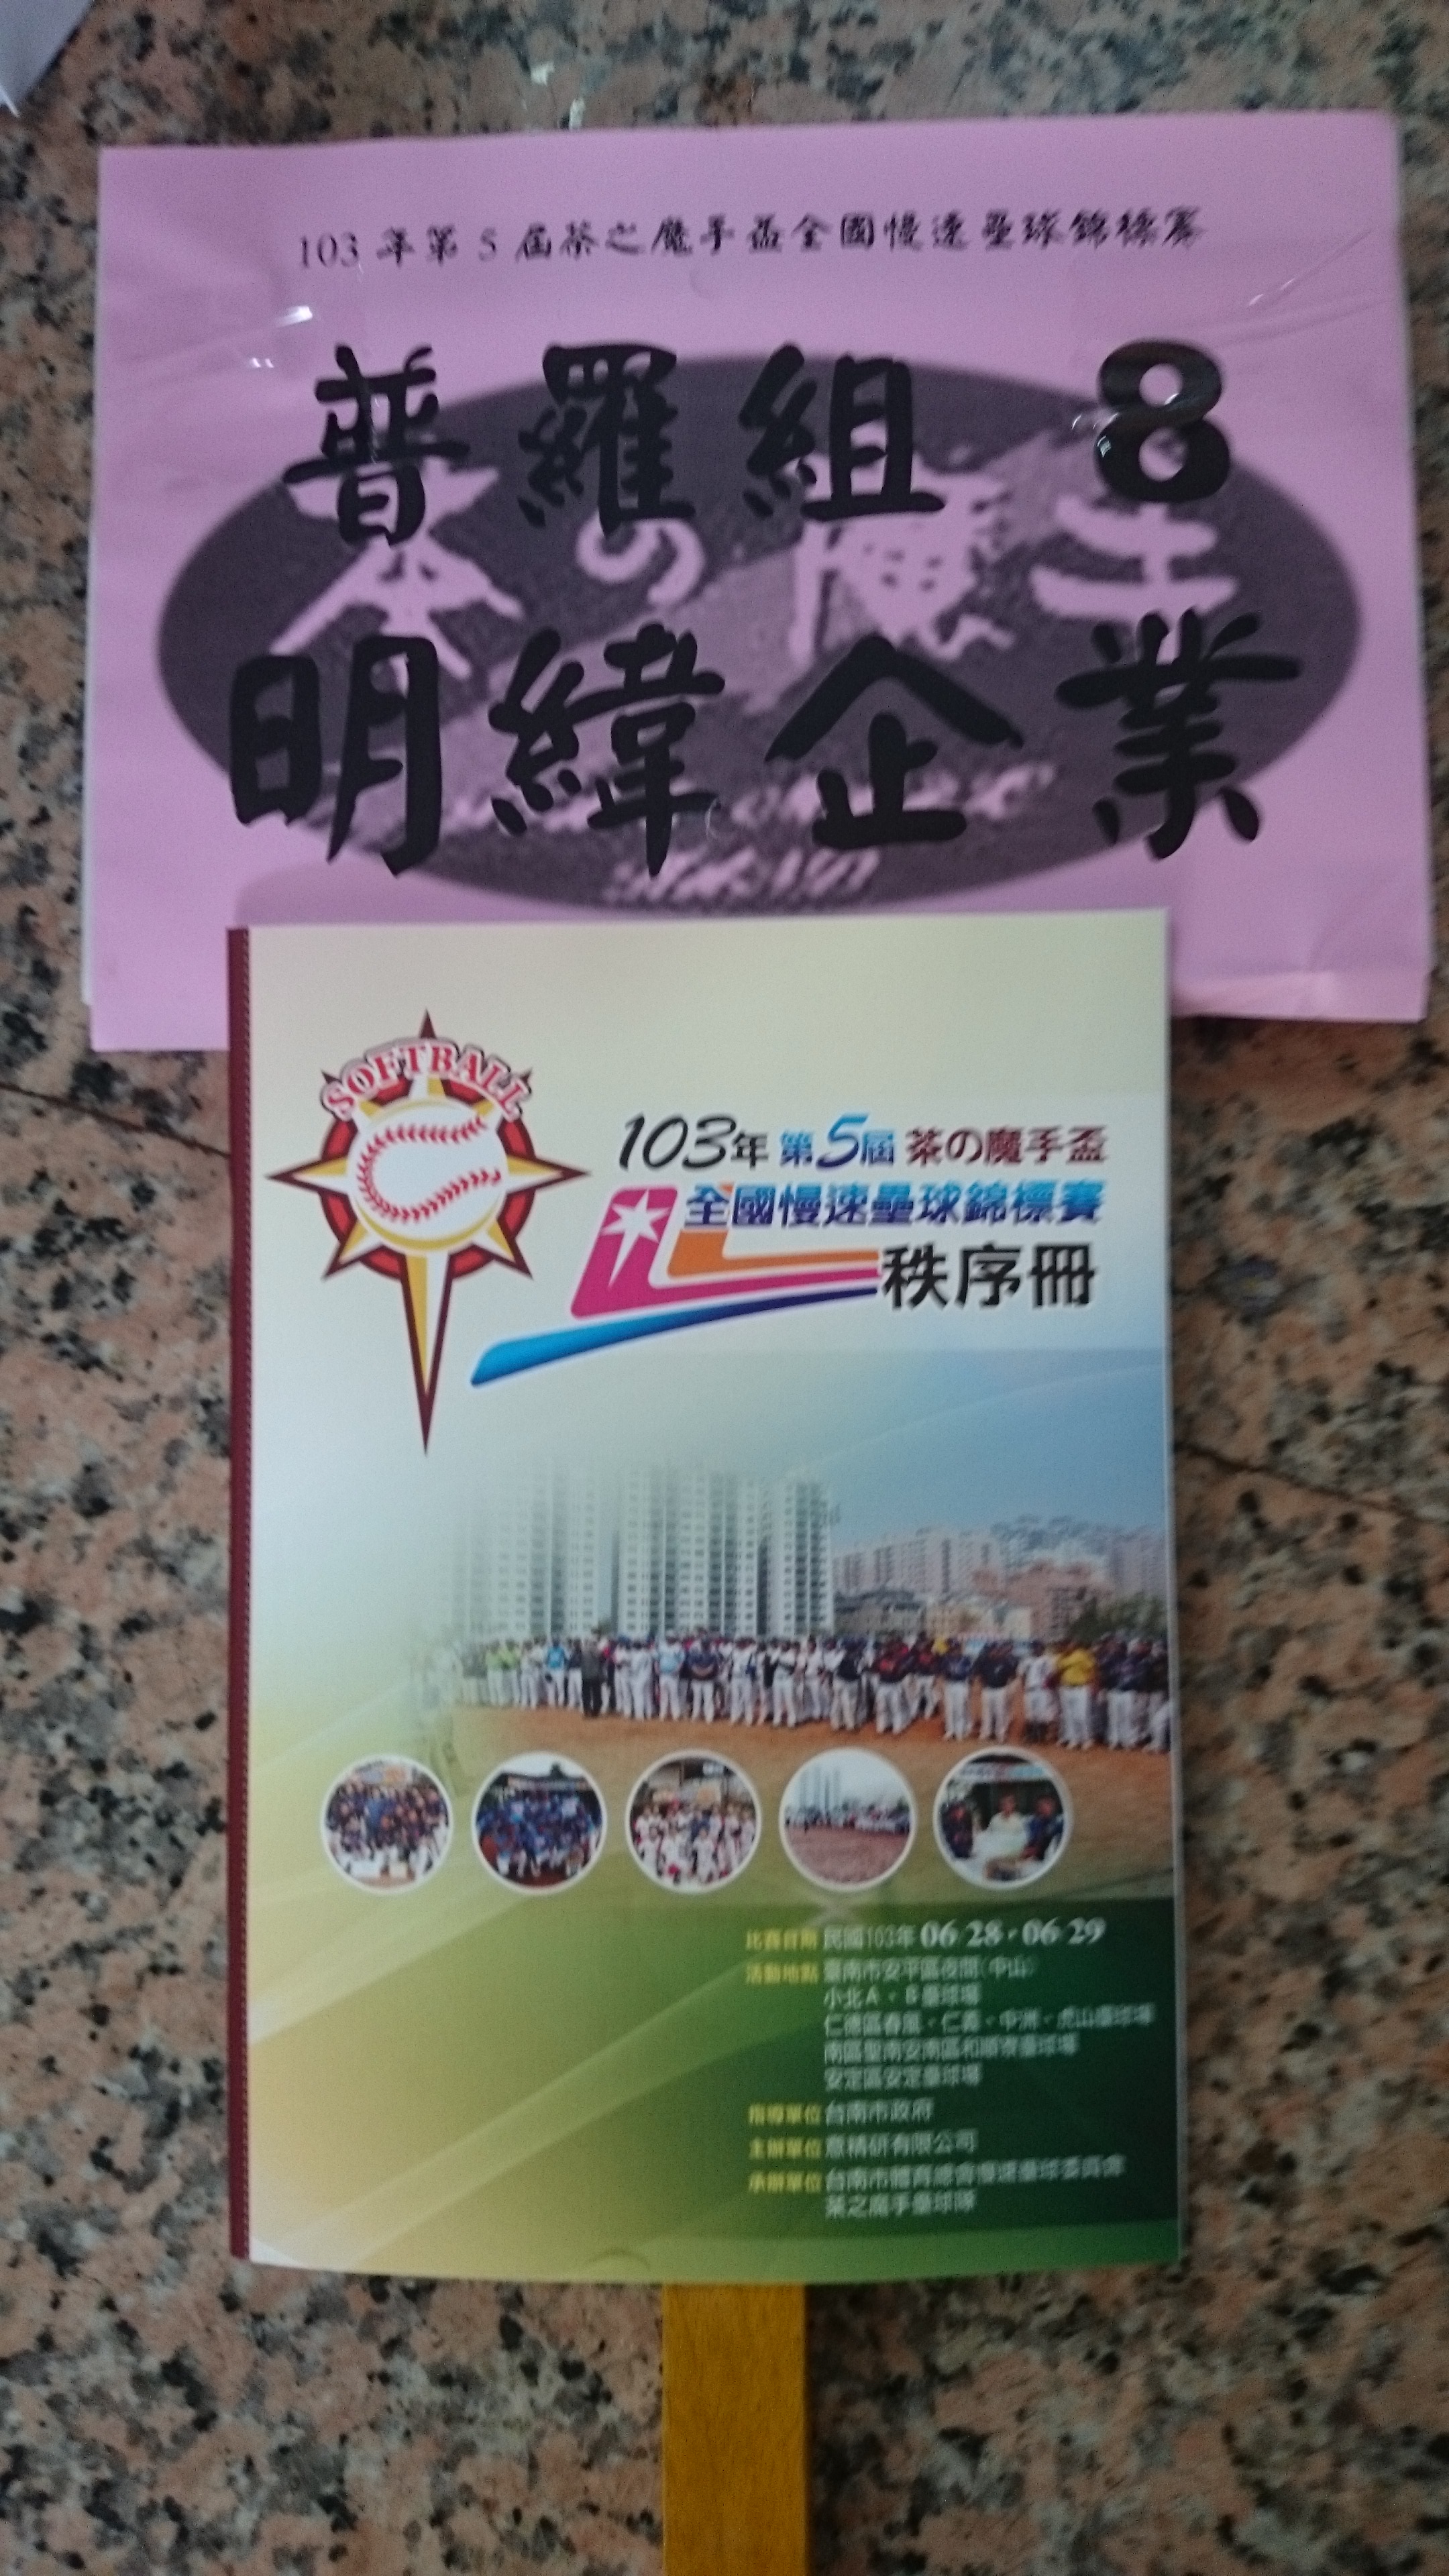 103 年第 5 屆茶之魔手盃全國慢速壘球錦標賽
普羅組 8
茶の魔手
明緯企業
SOFTBALL
103年 第5屆 茶の魔手盃
全國慢速壘球錦標賽
秩序冊
比賽日期 民國103年 06/28·06/29
活動地點 臺南市安平區夜間(中山)
小北A、B壘球場
仁德區春風、仁義、中洲、虎山壘球場
南區聖南安南區和順寮壘球場
安定區安定壘球場
指導單位 台南市政府
主辦單位 意精研有限公司
承辦單位 台南市體育總會慢速壘球委員會
茶之魔手壘球隊